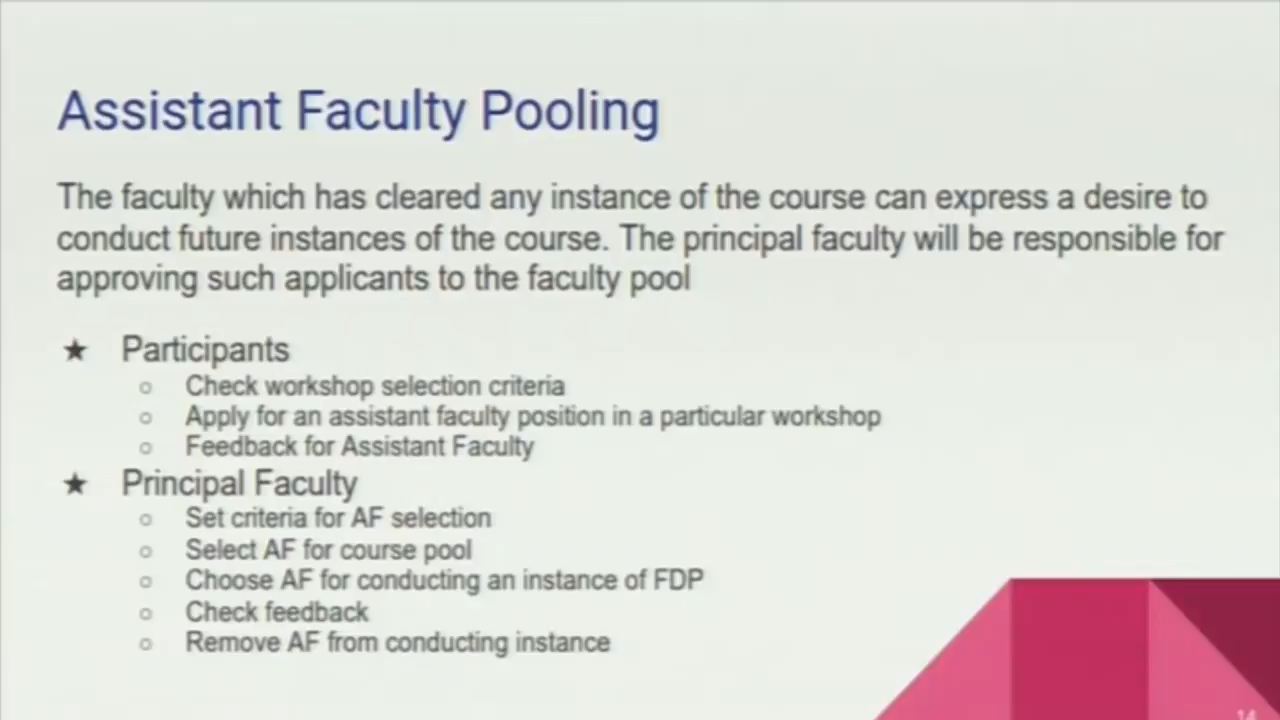 Assistant Faculty Pooling
The faculty which has cleared any instance of the course can express a desire to
conduct future instances of the course. The principal faculty will be responsible for
approving such applicants to the faculty pool
★ Participants
○ Check workshop selection criteria
○ Apply for an assistant faculty position in a particular workshop
○ Feedback for Assistant Faculty
★ Principal Faculty
○ Set criteria for AF selection
○ Select AF for course pool
○ Choose AF for conducting an instance of FDP
○ Check feedback
○ Remove AF from conducting instance
14